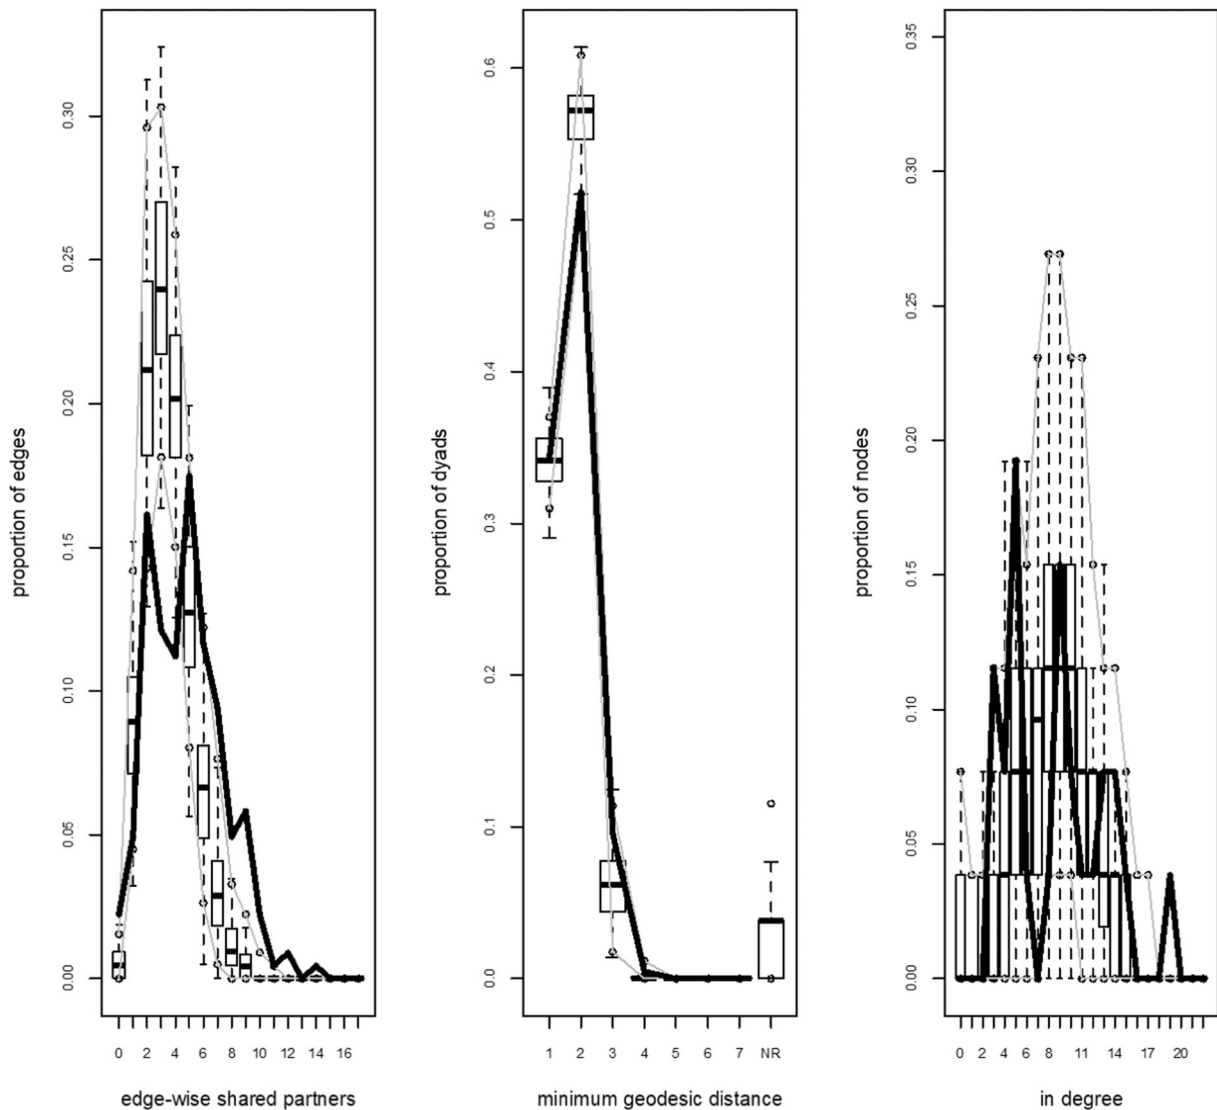 proportion of edges
0.00 0.05 0.10 0.15 0.20 0.25 0.30
0 2 4 6 8 10 12 14 16
edge-wise shared partners
proportion of dyads
0.0 0.1 0.2 0.3 0.4 0.5 0.6
1 2 3 4 5 6 7 NR
minimum geodesic distance
proportion of nodes
0.00 0.05 0.10 0.15 0.20 0.25 0.30 0.35
0 2 4 6 8 11 14 17 20
in degree